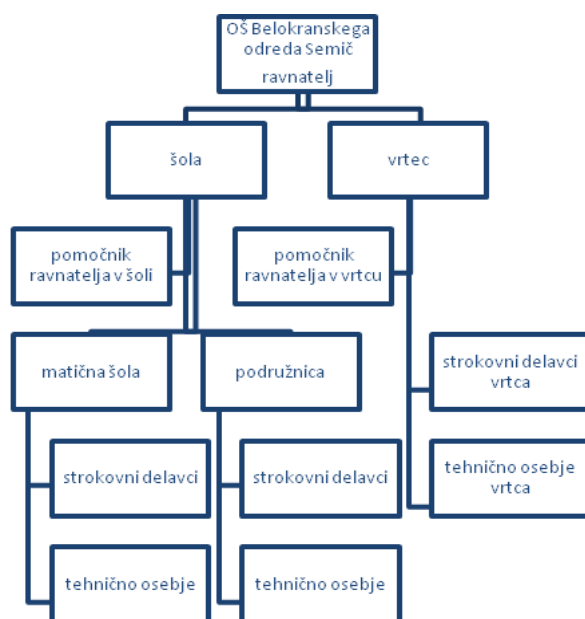 OŠ Belokranskega
odreda Semič
ravnatelj
šola
vrtec
pomočnik
ravnatelja v šoli
pomočnik
ravnatelja v vrtcu
matična šola
podružnica
strokovni delavci
vrtca
strokovni delavci
strokovni delavci
tehnično osebje
vrtca
tehnično osebje
tehnično osebje